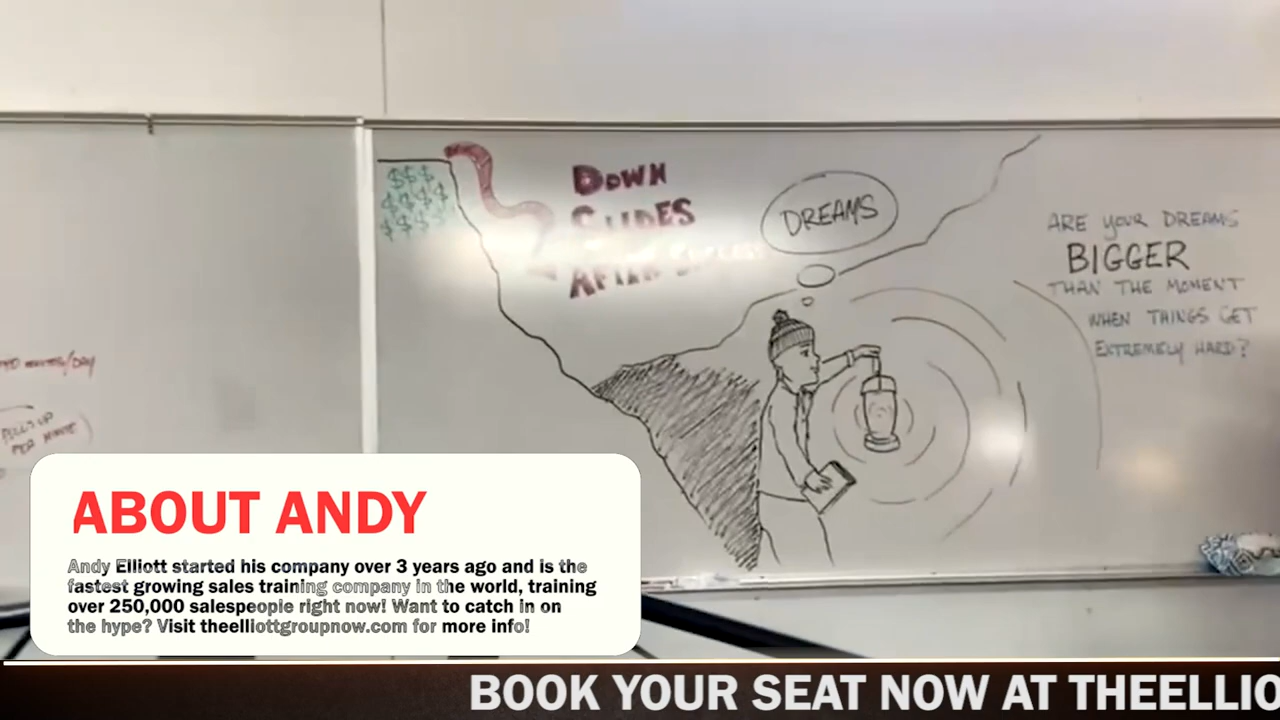 DOWN
SLIDES
AFTER
DREAMS
$$$
$$$$
$$$
ARE YOUR DREAMS
BIGGER
THAN THE MOMENT
WHEN THINGS GET
EXTREMELY HARD?
PER MINUTE)
ABOUT ANDY
Andy Elliott started his company over 3 years ago and is the
fastest growing sales training company in the world, training
over 250,000 salespeople right now! Want to catch in on
the hype? Visit theelliottgroupnow.com for more info!
BOOK YOUR SEAT NOW AT THEELLIO